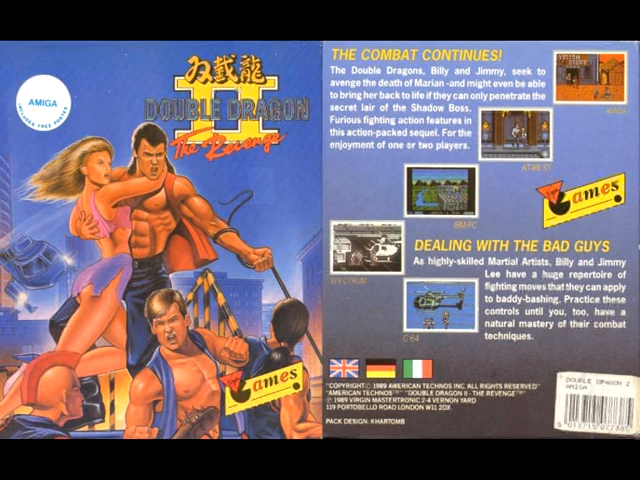 双截龍
AMIGA
INCLUDES FREE POSTER
II
DOUBLE DRAGON
The Revenge
Virgin
Games.
THE COMBAT CONTINUES!
The Double Dragons, Billy and Jimmy, seek to
avenge the death of Marian -and might even be able
to bring her back to life if they can only penetrate the
secret lair of the Shadow Boss.
Furious fighting action features in
this action-packed sequel. For the
enjoyment of one or two players.
AMIGA
ATARI ST
IBM PC
Virgin
Games.
SPECTRUM
C 64
DEALING WITH THE BAD GUYS
As highly-skilled Martial Artists, Billy and Jimmy
Lee have a huge repertoire of
fighting moves that they can apply
to baddy-bashing. Practice these
controls until you, too, have a
natural mastery of their combat
techniques.
"COPYRIGHT © 1989 AMERICAN TECHNOS INC. ALL RIGHTS RESERVED"
"AMERICAN TECHNOS™" "DOUBLE DRAGON II - THE REVENGE™"
℗ 1989 VIRGIN MASTERTRONIC 2-4 VERNON YARD
119 PORTOBELLO ROAD LONDON W11 2DX
PACK DESIGN: KHARTOMB
DOUBLE DRAGON 2
AMIGA